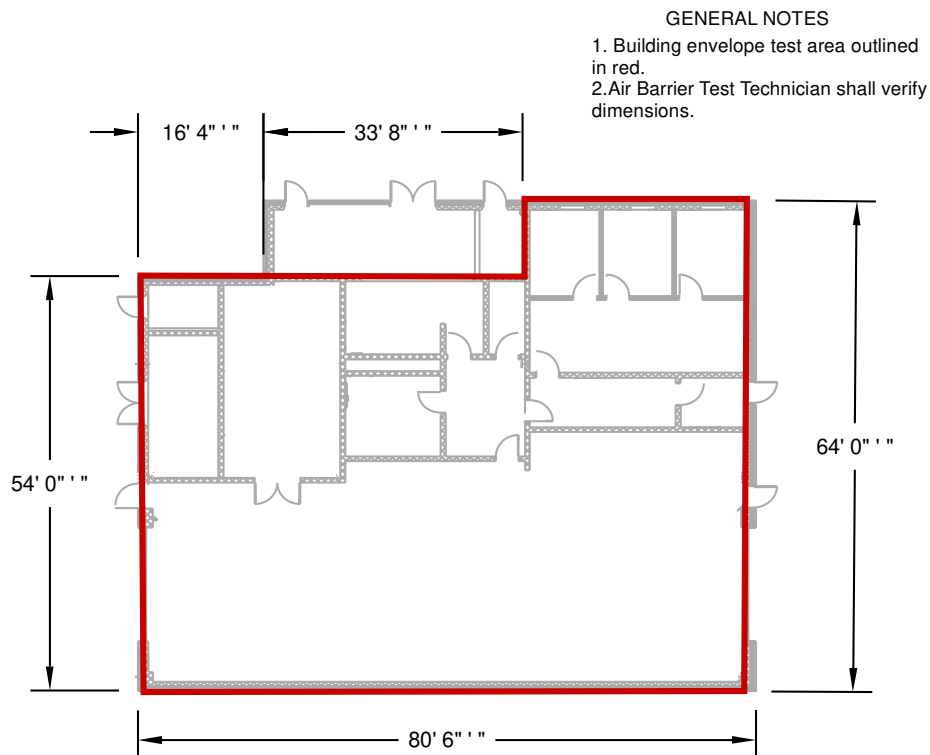 GENERAL NOTES
1. Building envelope test area outlined
in red.
2.Air Barrier Test Technician shall verify
dimensions.
16' 4" ' "
33' 8" ' "
54' 0" ' "
64' 0" ' "
80' 6" ' "